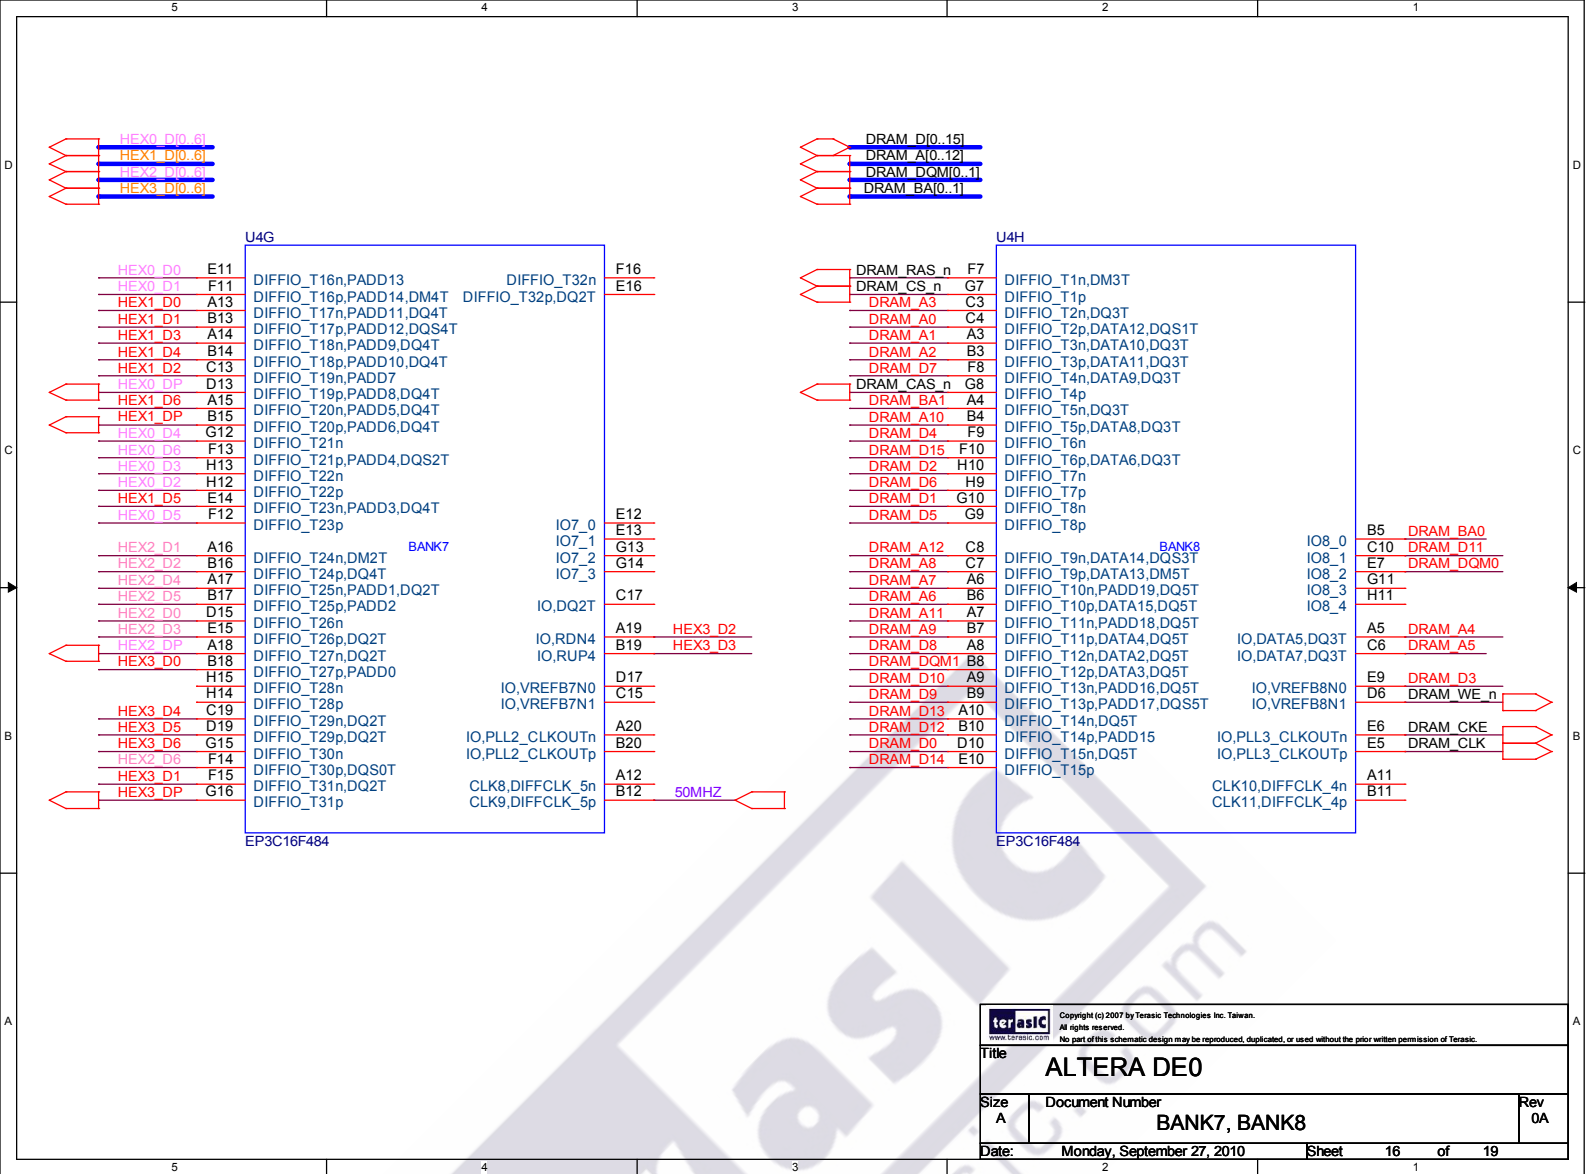 5 4 3 2 1
D D
HEX0_D[0..6]
HEX1_D[0..6]
HEX2_D[0..6]
HEX3_D[0..6]
DRAM_D[0..15]
DRAM_A[0..12]
DRAM_DQM[0..1]
DRAM_BA[0..1]
U4G
HEX0_D0 E11 DIFFIO_T16n,PADD13
HEX0_D1 F11 DIFFIO_T16p,PADD14,DM4T
HEX1_D0 A13 DIFFIO_T17n,PADD11,DQ4T
HEX1_D1 B13 DIFFIO_T17p,PADD12,DQS4T
HEX1_D3 A14 DIFFIO_T18n,PADD9,DQ4T
HEX1_D4 B14 DIFFIO_T18p,PADD10,DQ4T
HEX1_D2 C13 DIFFIO_T19n,PADD7
HEX0_DP D13 DIFFIO_T19p,PADD8,DQ4T
HEX1_D6 A15 DIFFIO_T20n,PADD5,DQ4T
HEX1_DP B15 DIFFIO_T20p,PADD6,DQ4T
HEX0_D4 G12 DIFFIO_T21n
HEX0_D6 F13 DIFFIO_T21p,PADD4,DQS2T
HEX0_D3 H13 DIFFIO_T22n
HEX0_D2 H12 DIFFIO_T22p
HEX1_D5 E14 DIFFIO_T23n,PADD3,DQ4T
HEX0_D5 F12 DIFFIO_T23p
BANK7
HEX2_D1 A16 DIFFIO_T24n,DM2T
HEX2_D2 B16 DIFFIO_T24p,DQ4T
HEX2_D4 A17 DIFFIO_T25n,PADD1,DQ2T
HEX2_D5 B17 DIFFIO_T25p,PADD2
HEX2_D0 D15 DIFFIO_T26n
HEX2_D3 E15 DIFFIO_T26p,DQ2T
HEX2_DP A18 DIFFIO_T27n,DQ2T
HEX3_D0 B18 DIFFIO_T27p,PADD0
H15 DIFFIO_T28n
H14 DIFFIO_T28p
HEX3_D4 C19 DIFFIO_T29n,DQ2T
HEX3_D5 D19 DIFFIO_T29p,DQ2T
HEX3_D6 G15 DIFFIO_T30n
HEX2_D6 F14 DIFFIO_T30p,DQS0T
HEX3_D1 F15 DIFFIO_T31n,DQ2T
HEX3_DP G16 DIFFIO_T31p
DIFFIO_T32n F16
DIFFIO_T32p,DQ2T E16
IO7_0 E12
IO7_1 E13
IO7_2 G13
IO7_3 G14
IO,DQ2T C17
IO,RDN4 A19 HEX3_D2
IO,RUP4 B19 HEX3_D3
IO,VREFB7N0 D17
IO,VREFB7N1 C15
IO,PLL2_CLKOUTn A20
IO,PLL2_CLKOUTp B20
CLK8,DIFFCLK_5n A12
CLK9,DIFFCLK_5p B12 50MHZ
EP3C16F484
U4H
DRAM_RAS_n F7 DIFFIO_T1n,DM3T
DRAM_CS_n G7 DIFFIO_T1p
DRAM_A3 C3 DIFFIO_T2n,DQ3T
DRAM_A0 C4 DIFFIO_T2p,DATA12,DQS1T
DRAM_A1 A3 DIFFIO_T3n,DATA10,DQ3T
DRAM_A2 B3 DIFFIO_T3p,DATA11,DQ3T
DRAM_D7 F8 DIFFIO_T4n,DATA9,DQ3T
DRAM_CAS_n G8 DIFFIO_T4p
DRAM_BA1 A4 DIFFIO_T5n,DQ3T
DRAM_A10 B4 DIFFIO_T5p,DATA8,DQ3T
DRAM_D4 F9 DIFFIO_T6n
DRAM_D15 F10 DIFFIO_T6p,DATA6,DQ3T
DRAM_D2 H10 DIFFIO_T7n
DRAM_D6 H9 DIFFIO_T7p
DRAM_D1 G10 DIFFIO_T8n
DRAM_D5 G9 DIFFIO_T8p
BANK8
DRAM_A12 C8 DIFFIO_T9n,DATA14,DQS3T
DRAM_A8 C7 DIFFIO_T9p,DATA13,DM5T
DRAM_A7 A6 DIFFIO_T10n,PADD19,DQ5T
DRAM_A6 B6 DIFFIO_T10p,DATA15,DQ5T
DRAM_A11 A7 DIFFIO_T11n,PADD18,DQ5T
DRAM_A9 B7 DIFFIO_T11p,DATA4,DQ5T
DRAM_D8 A8 DIFFIO_T12n,DATA2,DQ5T
DRAM_DQM1 B8 DIFFIO_T12p,DATA3,DQ5T
DRAM_D10 A9 DIFFIO_T13n,PADD16,DQ5T
DRAM_D9 B9 DIFFIO_T13p,PADD17,DQS5T
DRAM_D13 A10 DIFFIO_T14n,DQ5T
DRAM_D12 B10 DIFFIO_T14p,PADD15
DRAM_D0 D10 DIFFIO_T15n,DQ5T
DRAM_D14 E10 DIFFIO_T15p
IO8_0 B5 DRAM_BA0
IO8_1 C10 DRAM_D11
IO8_2 E7 DRAM_DQM0
IO8_3 G11
IO8_4 H11
IO,DATA5,DQ3T A5 DRAM_A4
IO,DATA7,DQ3T C6 DRAM_A5
IO,VREFB8N0 E9 DRAM_D3
IO,VREFB8N1 D6 DRAM_WE_n
IO,PLL3_CLKOUTn E6 DRAM_CKE
IO,PLL3_CLKOUTp E5 DRAM_CLK
CLK10,DIFFCLK_4n A11
CLK11,DIFFCLK_4p B11
EP3C16F484
C C
B B
A A
terasIC
www.terasic.com
Copyright (c) 2007 by Terasic Technologies Inc. Taiwan.
All rights reserved.
No part of this schematic design may be reproduced, duplicated, or used without the prior written permission of Terasic.
Title
ALTERA DE0
Size Document Number Rev
A BANK7, BANK8 0A
Date: Monday, September 27, 2010 Sheet 16 of 19
5 4 3 2 1
asIC
sic.com